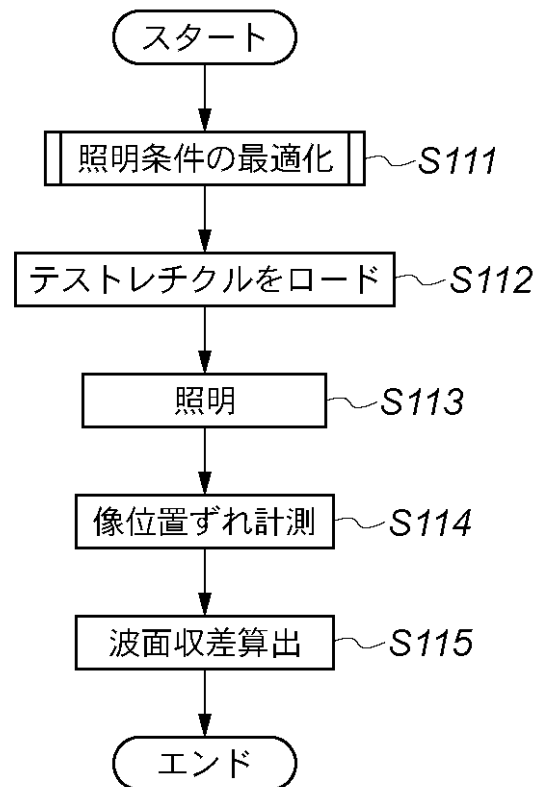 スタート
照明条件の最適化 S111
テストレチクルをロード S112
照明 S113
像位置ずれ計測 S114
波面収差算出 S115
エンド